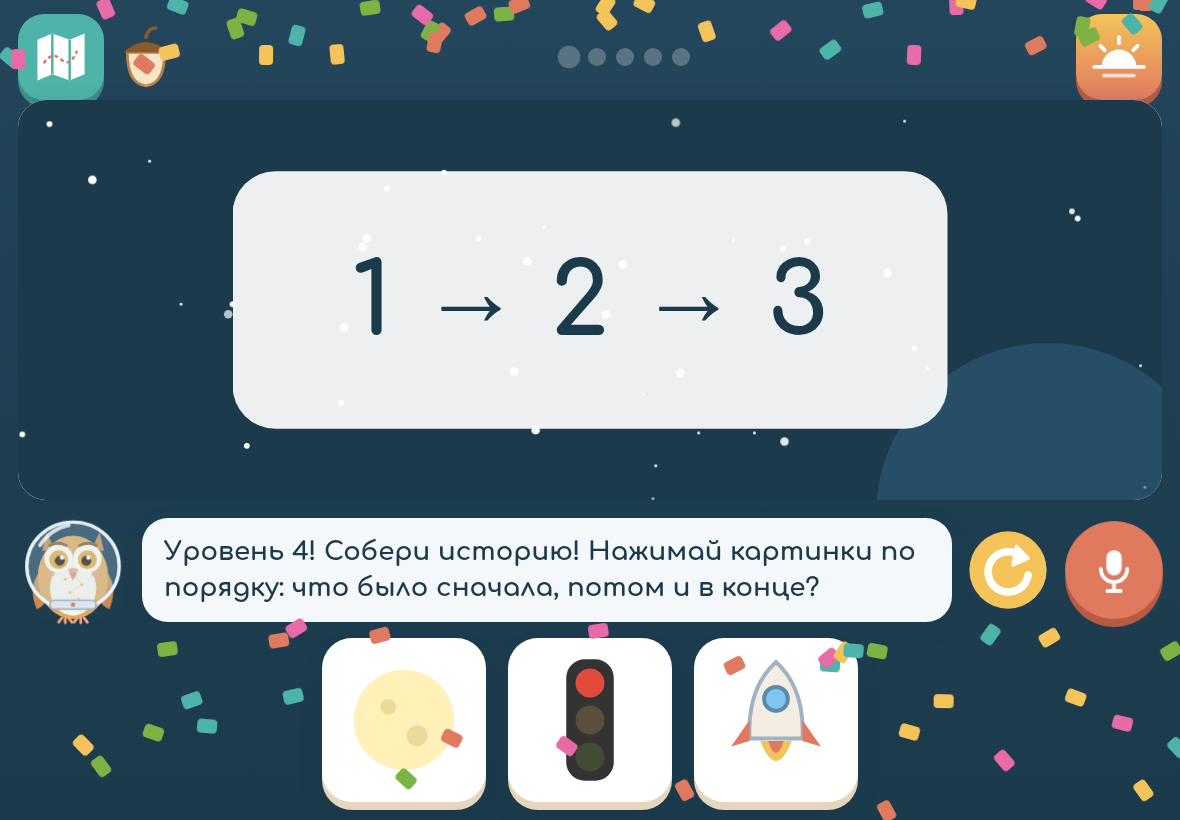 1 → 2 → 3
Уровень 4! Собери историю! Нажимай картинки по
порядку: что было сначала, потом и в конце?